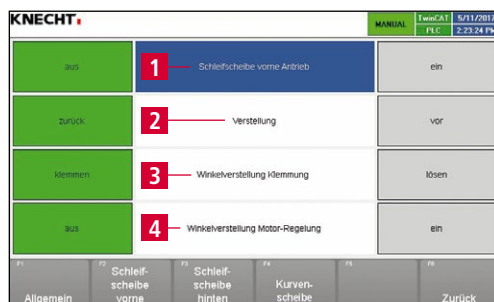 KNECHT
MANUAL
TwinCAT 5/11/2017
PLC 2:23:24 PM
aus 1 Schleifscheibe vorne Antrieb ein
zurück 2 Verstellung vor
klemmen 3 Winkelverstellung Klemmung lösen
aus 4 Winkelverstellung Motor-Regelung ein
F1 F2 F3 F4 F5 F6
Allgemein
Schleif-
scheibe
vorne
Schleif-
scheibe
hinten
Kurven-
scheibe
Zurück